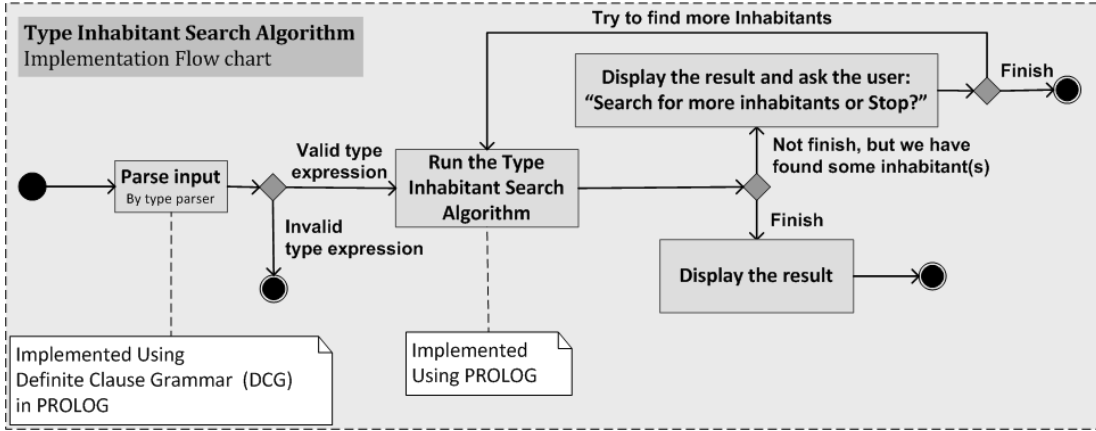 Type Inhabitant Search Algorithm
Implementation Flow chart
Try to find more Inhabitants
Display the result and ask the user:
“Search for more inhabitants or Stop?”
Finish
Not finish, but we have
found some inhabitant(s)
Parse input
By type parser
Valid type
expression
Run the Type
Inhabitant Search
Algorithm
Invalid
type expression
Finish
Display the result
Implemented Using
Definite Clause Grammar (DCG)
in PROLOG
Implemented
Using PROLOG